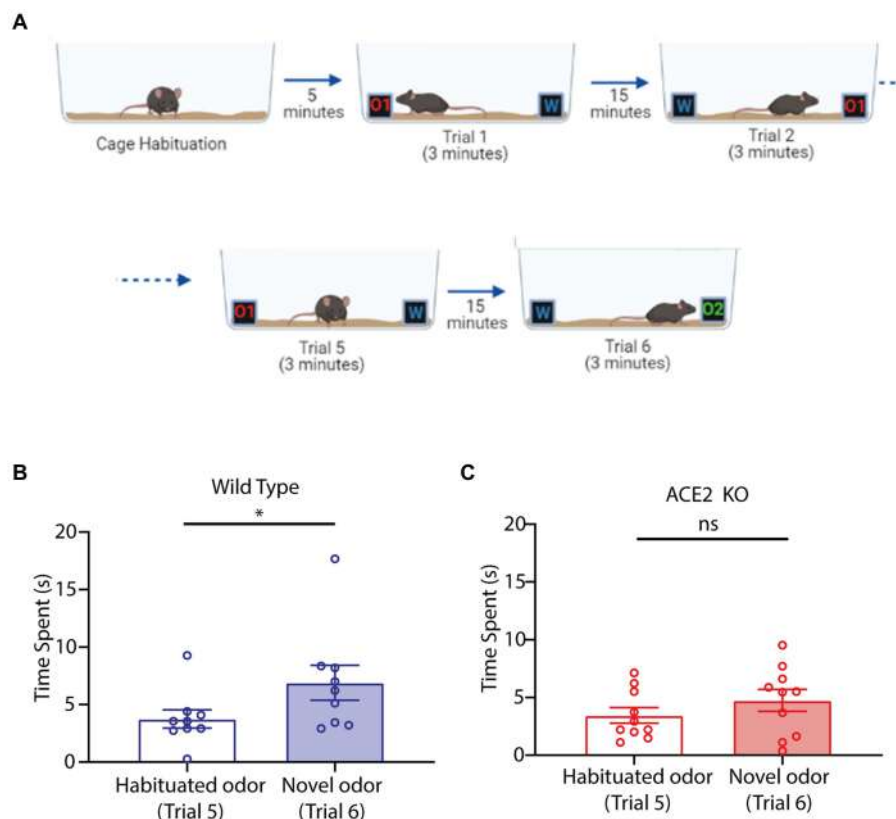 A
O1
W
W
O1
5
minutes
15
minutes
Cage Habituation
Trial 1
(3 minutes)
Trial 2
(3 minutes)
O1
W
W
O2
15
minutes
Trial 5
(3 minutes)
Trial 6
(3 minutes)
B
Wild Type
*
20
15
10
5
0
Time Spent (s)
Habituated odor
(Trial 5)
Novel odor
(Trial 6)
C
ACE2 KO
ns
20
15
10
5
0
Time Spent (s)
Habituated odor
(Trial 5)
Novel odor
(Trial 6)